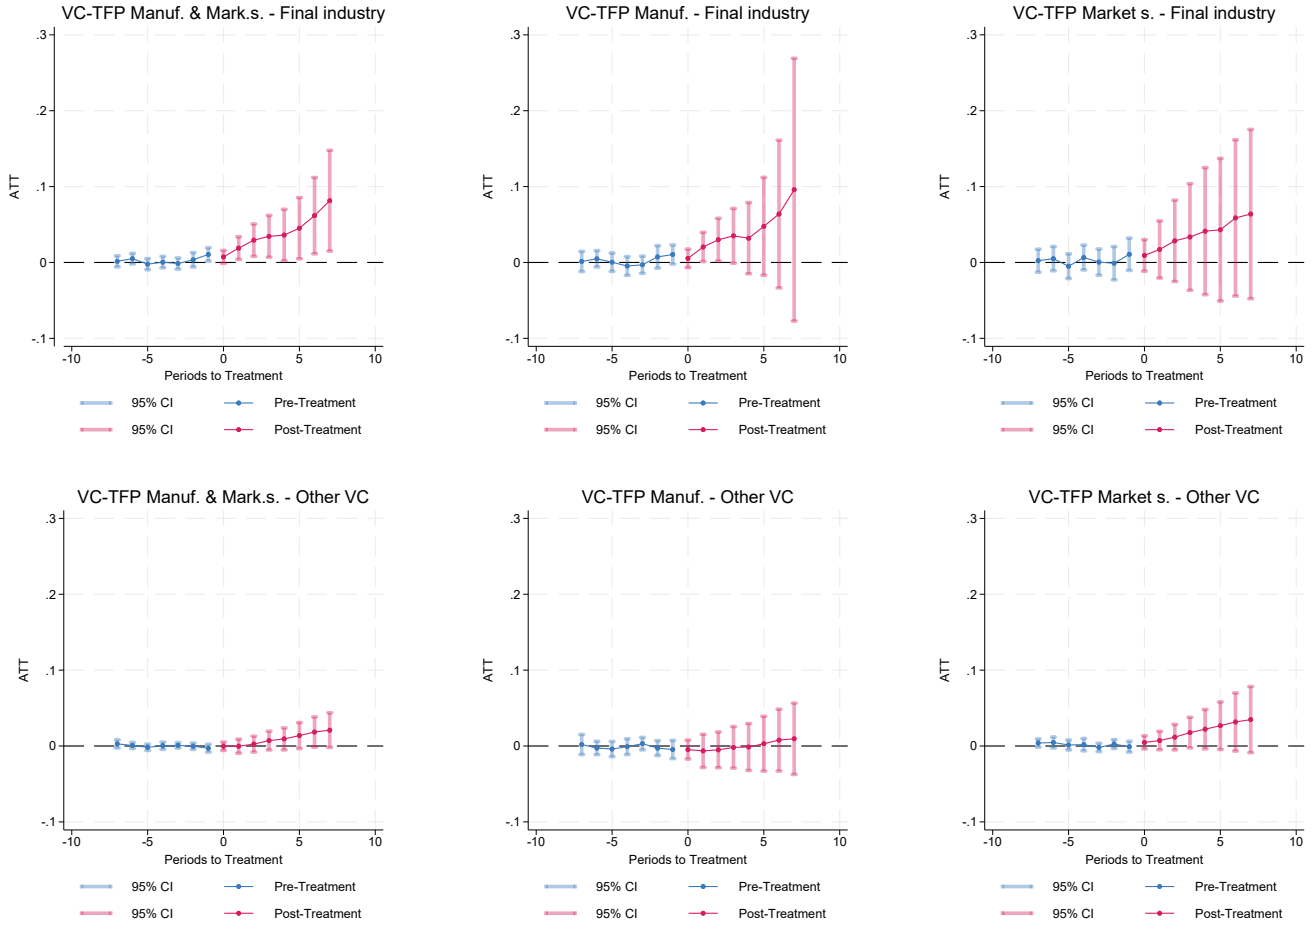 VC-TFP Manuf. & Mark.s. - Final industry
.3
.2
.1
0
-.1
ATT
-10 -5 0 5 10
Periods to Treatment
95% CI Pre-Treatment
95% CI Post-Treatment
VC-TFP Manuf. - Final industry
.3
.2
.1
0
-.1
ATT
-10 -5 0 5 10
Periods to Treatment
95% CI Pre-Treatment
95% CI Post-Treatment
VC-TFP Market s. - Final industry
.3
.2
.1
0
-.1
ATT
-10 -5 0 5 10
Periods to Treatment
95% CI Pre-Treatment
95% CI Post-Treatment
VC-TFP Manuf. & Mark.s. - Other VC
.3
.2
.1
0
-.1
ATT
-10 -5 0 5 10
Periods to Treatment
95% CI Pre-Treatment
95% CI Post-Treatment
VC-TFP Manuf. - Other VC
.3
.2
.1
0
-.1
ATT
-10 -5 0 5 10
Periods to Treatment
95% CI Pre-Treatment
95% CI Post-Treatment
VC-TFP Market s. - Other VC
.3
.2
.1
0
-.1
ATT
-10 -5 0 5 10
Periods to Treatment
95% CI Pre-Treatment
95% CI Post-Treatment